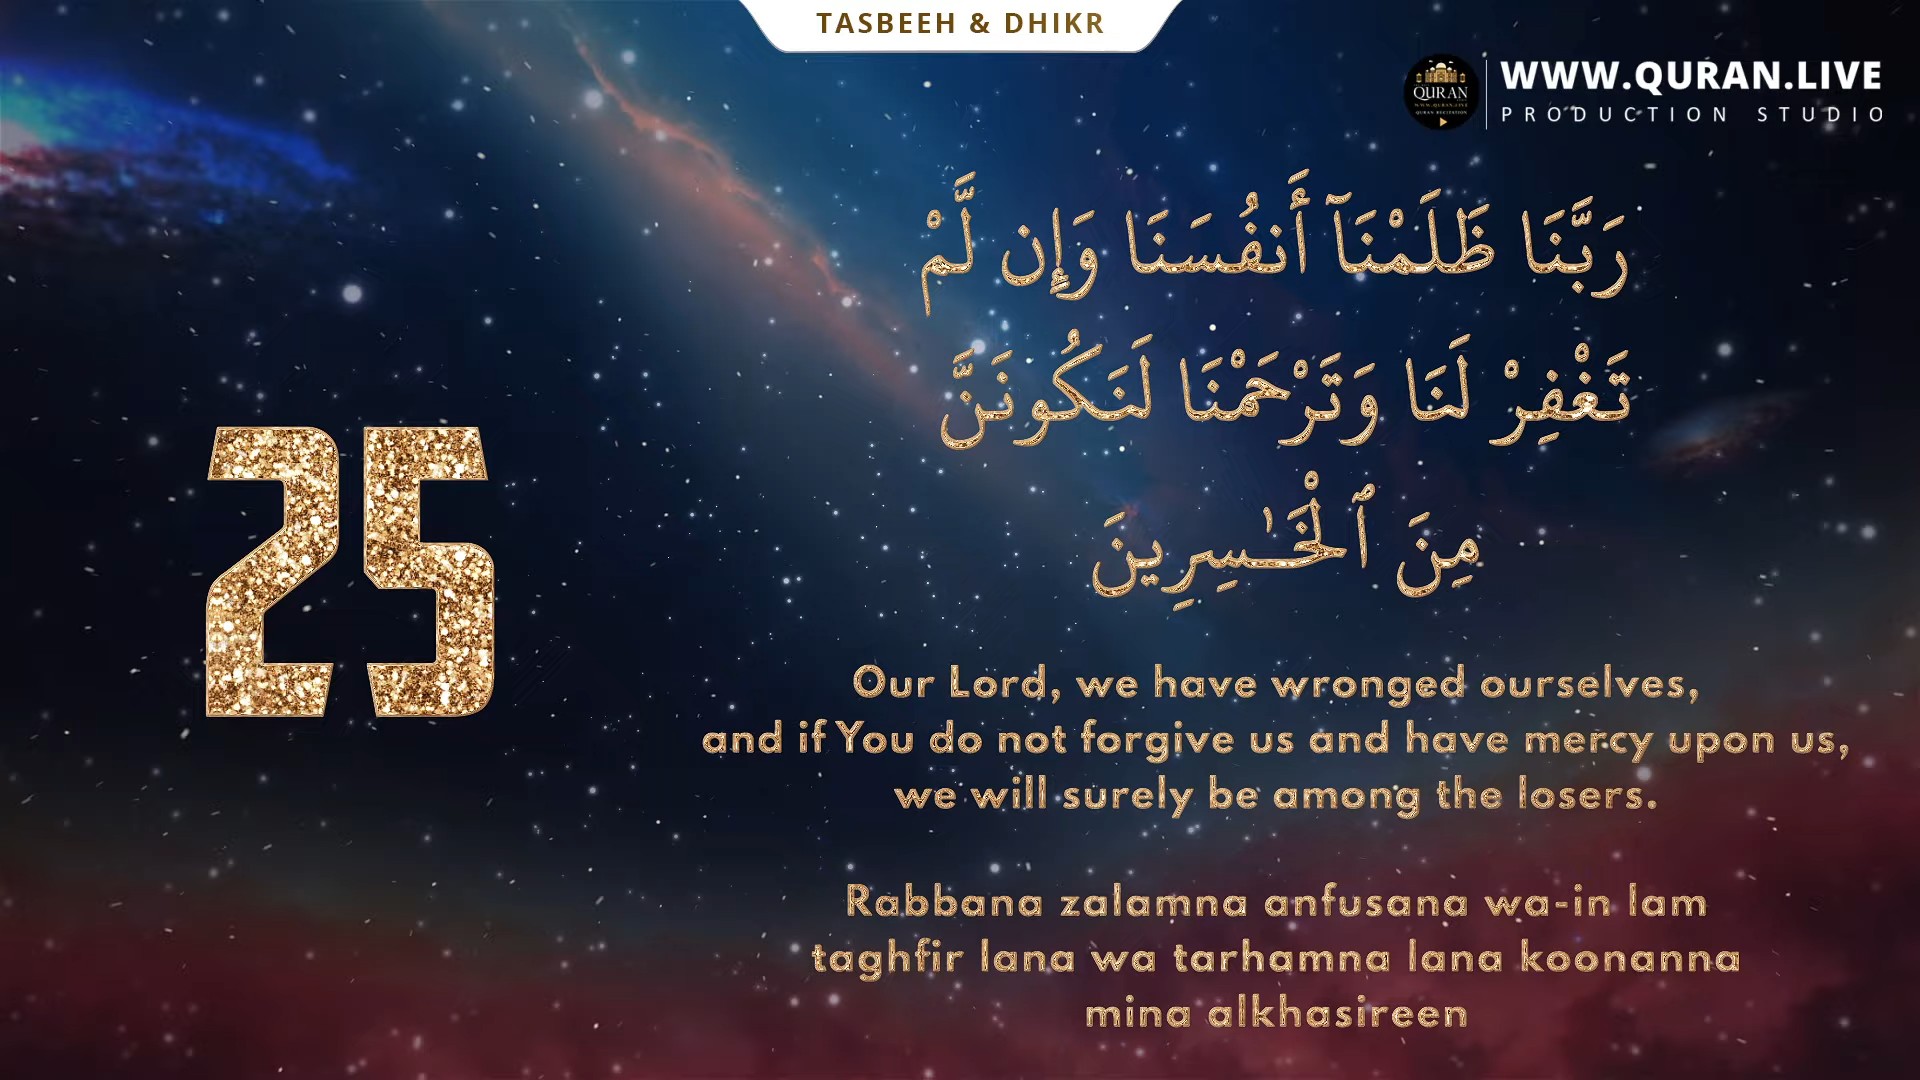 TASBEEH & DHIKR
QURAN
WWW.QURAN.LIVE
PRODUCTION STUDIO
رَبَّنَا ظَلَمْنَآ أَنفُسَنَا وَإِن لَّمْ
تَغْفِرْ لَنَا وَتَرْحَمْنَا لَنَكُونَنَّ
مِنَ ٱلْخَـٰسِرِينَ
25
Our Lord, we have wronged ourselves,
and if You do not forgive us and have mercy upon us,
we will surely be among the losers.
Rabbana zalamna anfusana wa-in lam
taghfir lana wa tarhamna lana koonanna
mina alkhasireen